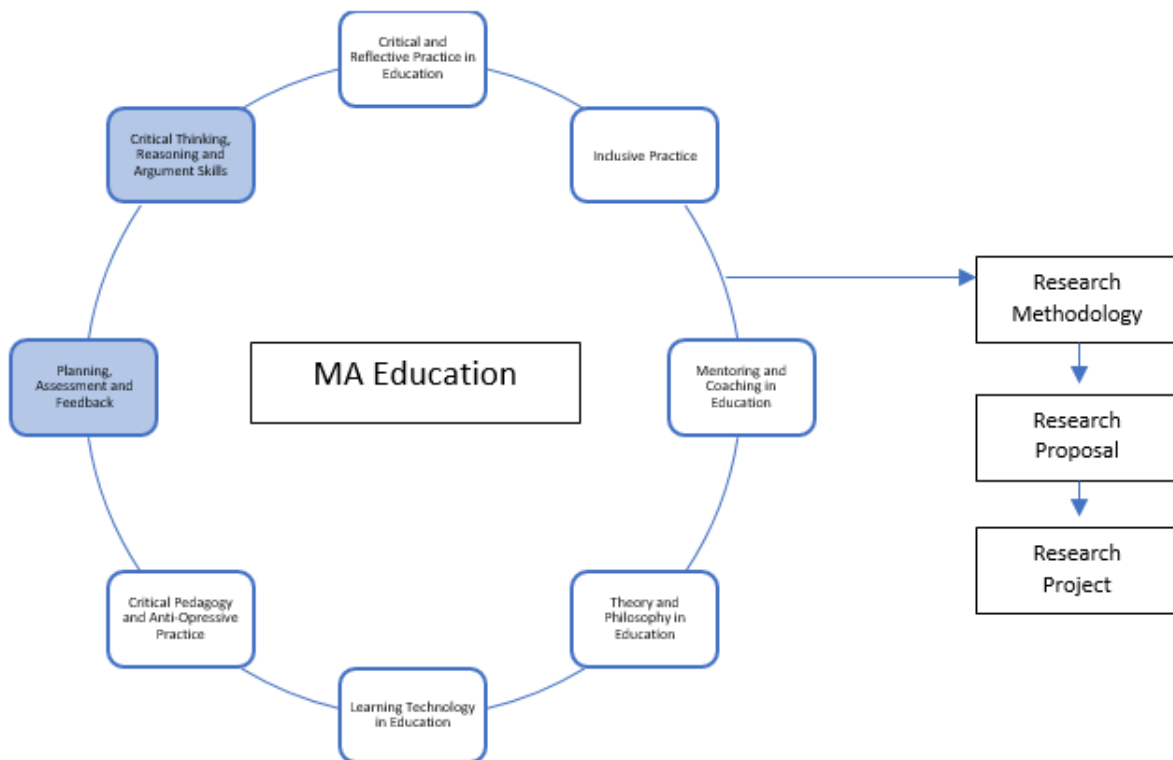 Critical and
Reflective Practice in
Education
Critical Thinking,
Reasoning and
Argument Skills
Inclusive Practice
Research
Methodology
Planning,
Assessment and
Feedback
MA Education
Mentoring and
Coaching in
Education
Research
Proposal
Research
Project
Critical Pedagogy
and Anti-Opressive
Practice
Theory and
Philosophy in
Education
Learning Technology
in Education